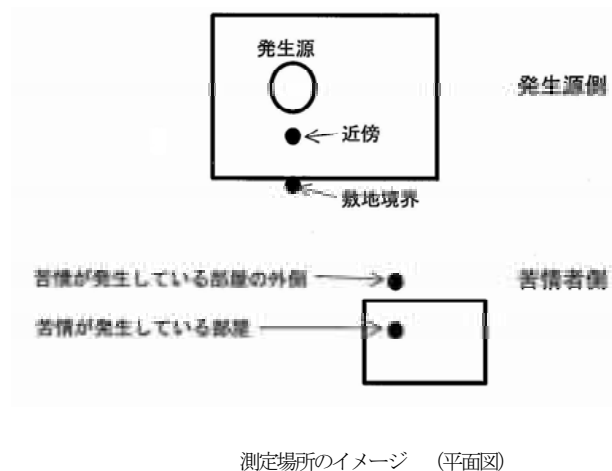 発生源
発生源側
近傍
敷地境界
苦情が発生している部屋の外側
苦情者側
苦情が発生している部屋
測定場所のイメージ (平面図)